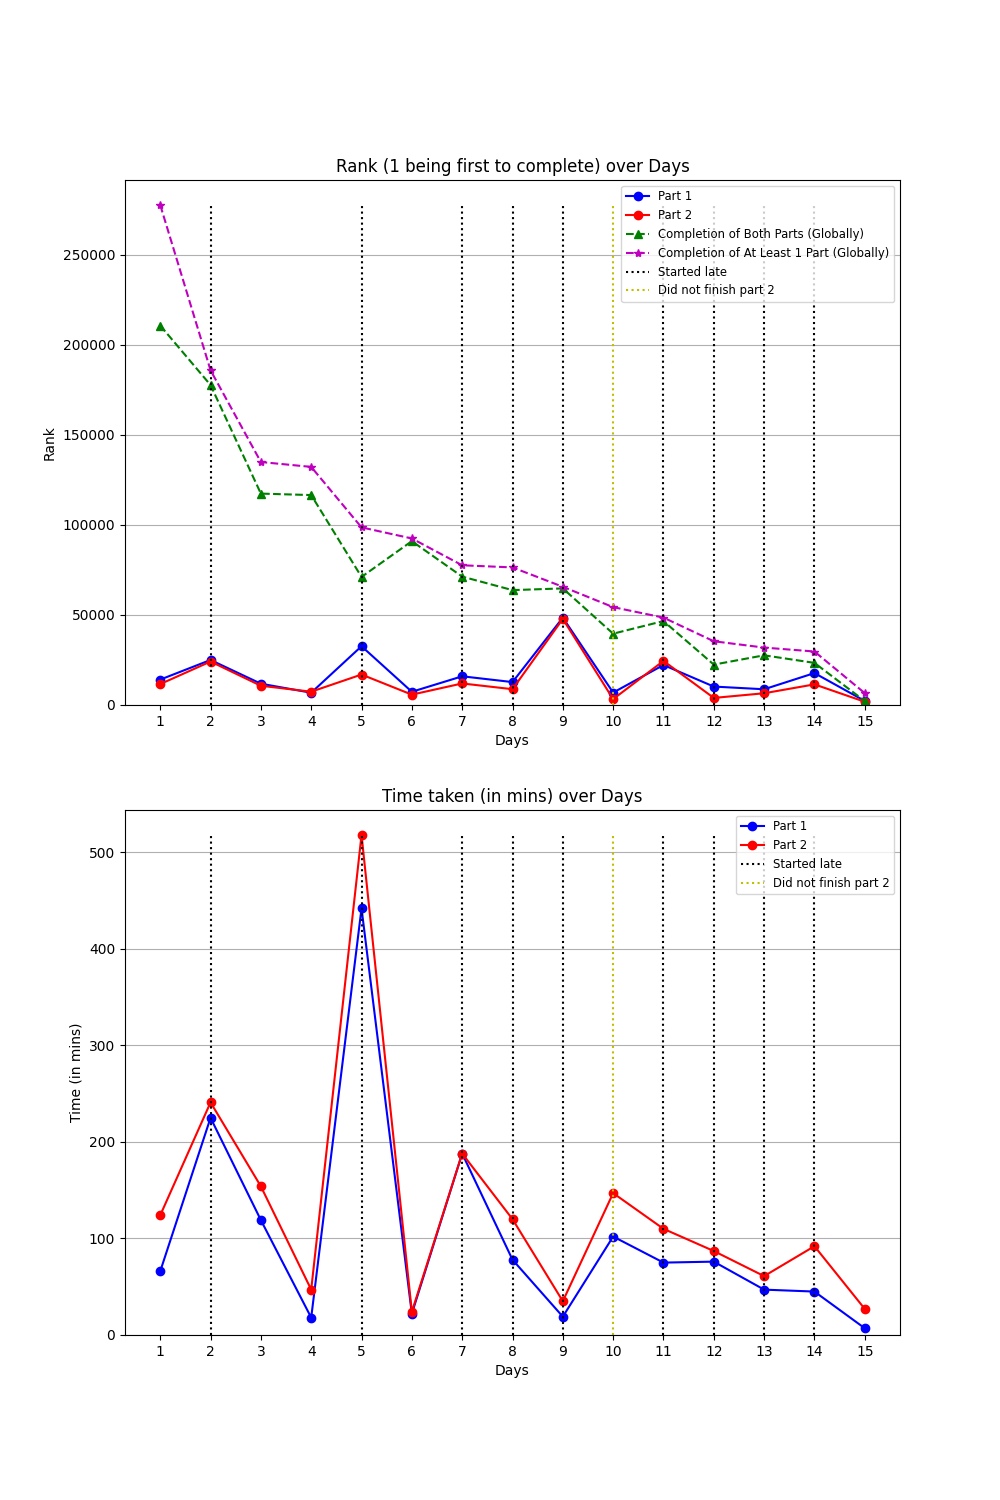 Rank (1 being first to complete) over Days
Part 1
Part 2
Completion of Both Parts (Globally)
Completion of At Least 1 Part (Globally)
Started late
Did not finish part 2
250000
200000
150000
100000
50000
0
Rank
1 2 3 4 5 6 7 8 9 10 11 12 13 14 15
Days
Time taken (in mins) over Days
Part 1
Part 2
Started late
Did not finish part 2
500
400
300
200
100
0
Time (in mins)
1 2 3 4 5 6 7 8 9 10 11 12 13 14 15
Days